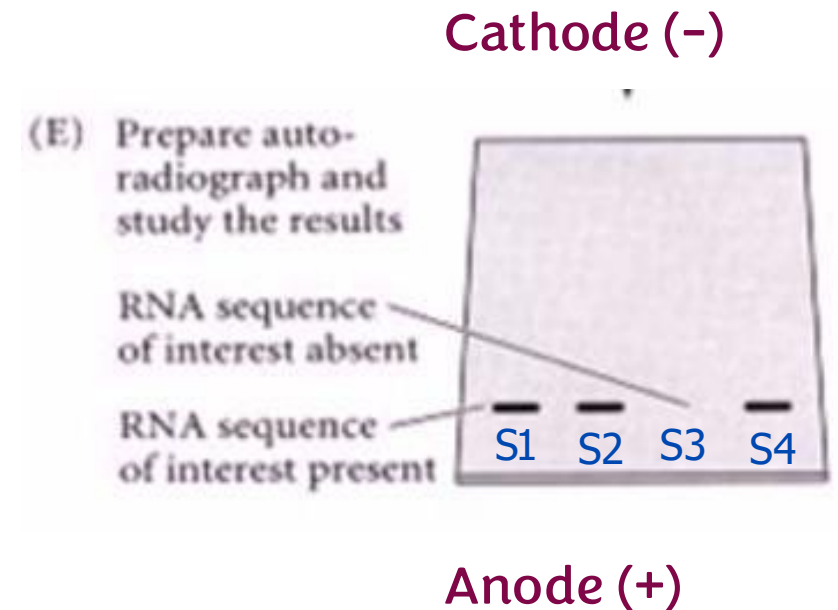 Cathode (-)
(E) Prepare auto-
radiograph and
study the results
RNA sequence
of interest absent
RNA sequence
of interest present
S1 S2 S3 S4
Anode (+)